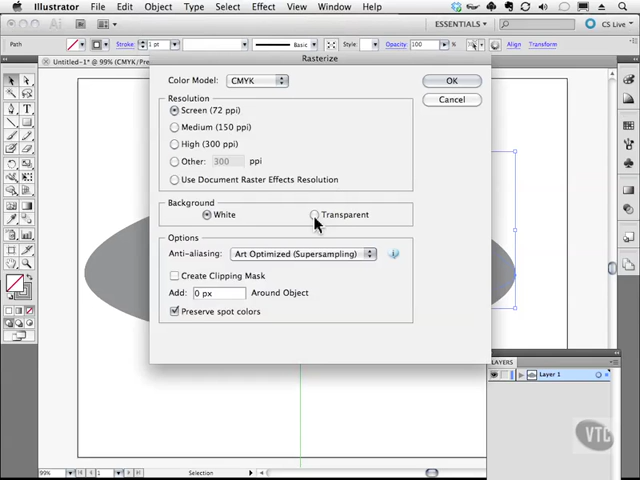 Illustrator File Edit Object Type Select Effect View Window Help
Br ESSENTIALS CS Live
Path Stroke: 1 pt Basic Style: Opacity: 100 Align Transform
Untitled-1* @ 99% (CMYK/Pre
Rasterize
Color Model: CMYK OK
Resolution Cancel
Screen (72 ppi)
Medium (150 ppi)
High (300 ppi)
Other: 300 ppi
Use Document Raster Effects Resolution
Background
White Transparent
Options
Anti-aliasing: Art Optimized (Supersampling)
Create Clipping Mask
Add: 0 px Around Object
Preserve spot colors
LAYERS
Layer 1
VTC
99% 1 Selection